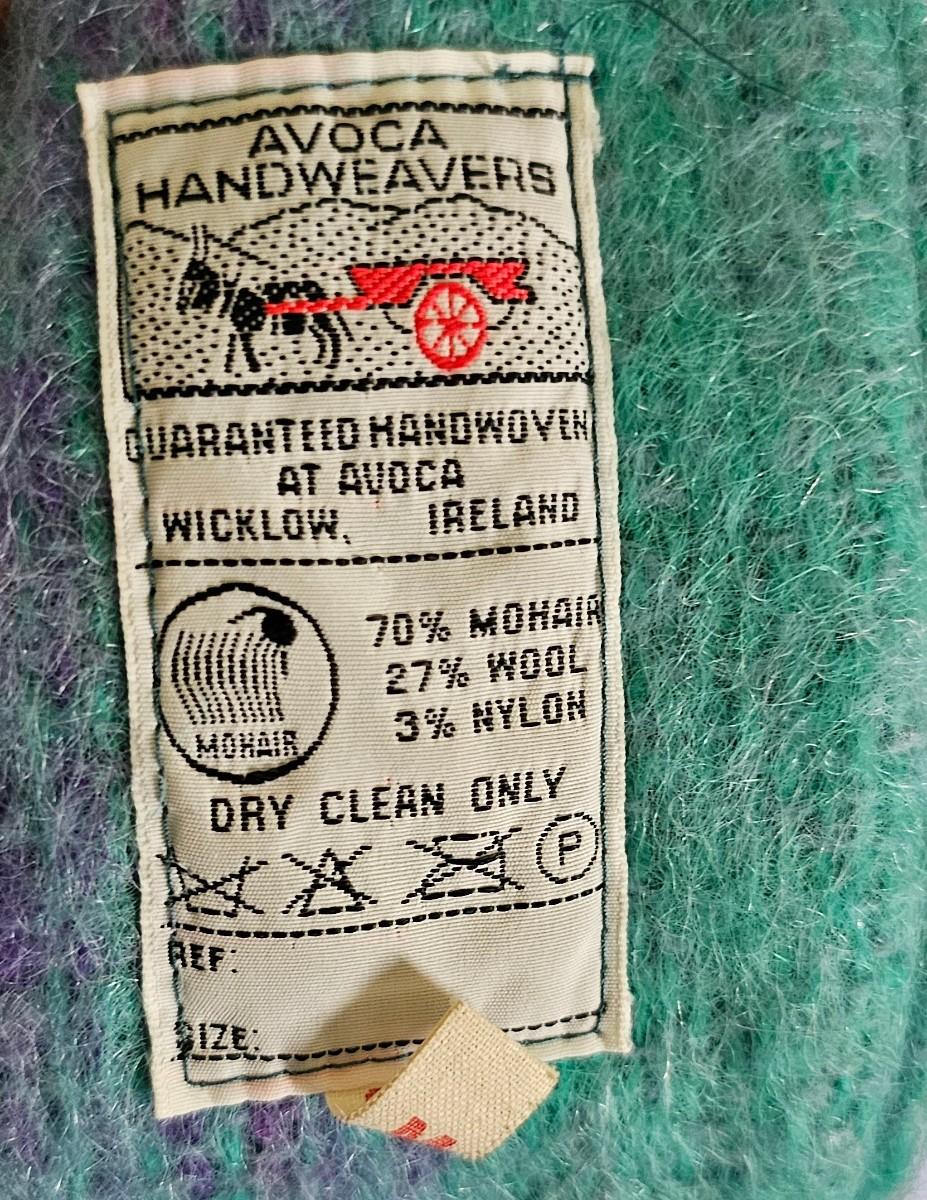 AVOCA
HANDWEAVERS
GUARANTEED HANDWOVEN
AT AVOCA
WICKLOW, IRELAND
70% MOHAIR
27% WOOL
3% NYLON
MOHAIR
DRY CLEAN ONLY
P
REF:
SIZE: